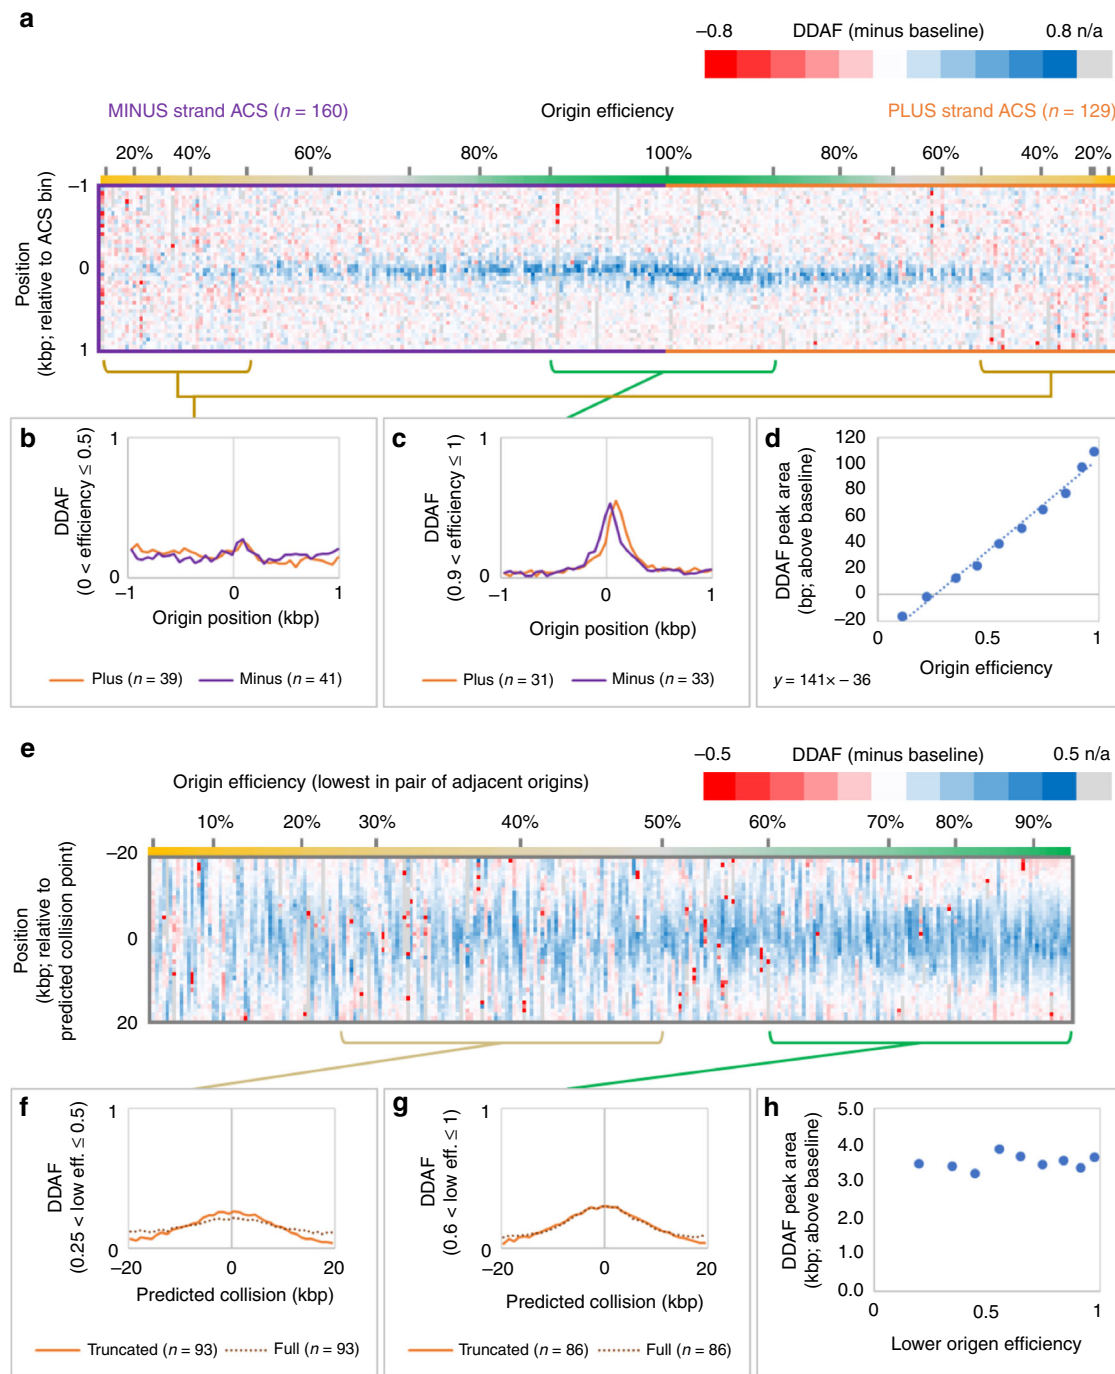 a
−0.8 DDAF (minus baseline) 0.8 n/a
MINUS strand ACS (n = 160) Origin efficiency PLUS strand ACS (n = 129)
20% 40% 60% 80% 100% 80% 60% 40% 20%
Position
(kbp; relative to ACS bin)
−1
0
1
b
DDAF
(0 < efficiency ≤ 0.5)
1
0
−1 0 1
Origin position (kbp)
Plus (n = 39) Minus (n = 41)
c
DDAF
(0.9 < efficiency ≤ 1)
1
0
−1 0 1
Origin position (kbp)
Plus (n = 31) Minus (n = 33)
d
DDAF peak area
(bp; above baseline)
120
100
80
60
40
20
0
−20
0 0.5 1
Origin efficiency
y = 141× − 36
e
−0.5 DDAF (minus baseline) 0.5 n/a
Origin efficiency (lowest in pair of adjacent origins)
10% 20% 30% 40% 50% 60% 70% 80% 90%
Position
(kbp; relative to
predicted collision point)
−20
0
20
f
DDAF
(0.25 < low eff. ≤ 0.5)
1
0
−20 0 20
Predicted collision (kbp)
Truncated (n = 93) Full (n = 93)
g
DDAF
(0.6 < low eff. ≤ 1)
1
0
−20 0 20
Predicted collision (kbp)
Truncated (n = 86) Full (n = 86)
h
DDAF peak area
(kbp; above baseline)
5.0
4.0
3.0
2.0
1.0
0.0
0 0.5 1
Lower origen efficiency